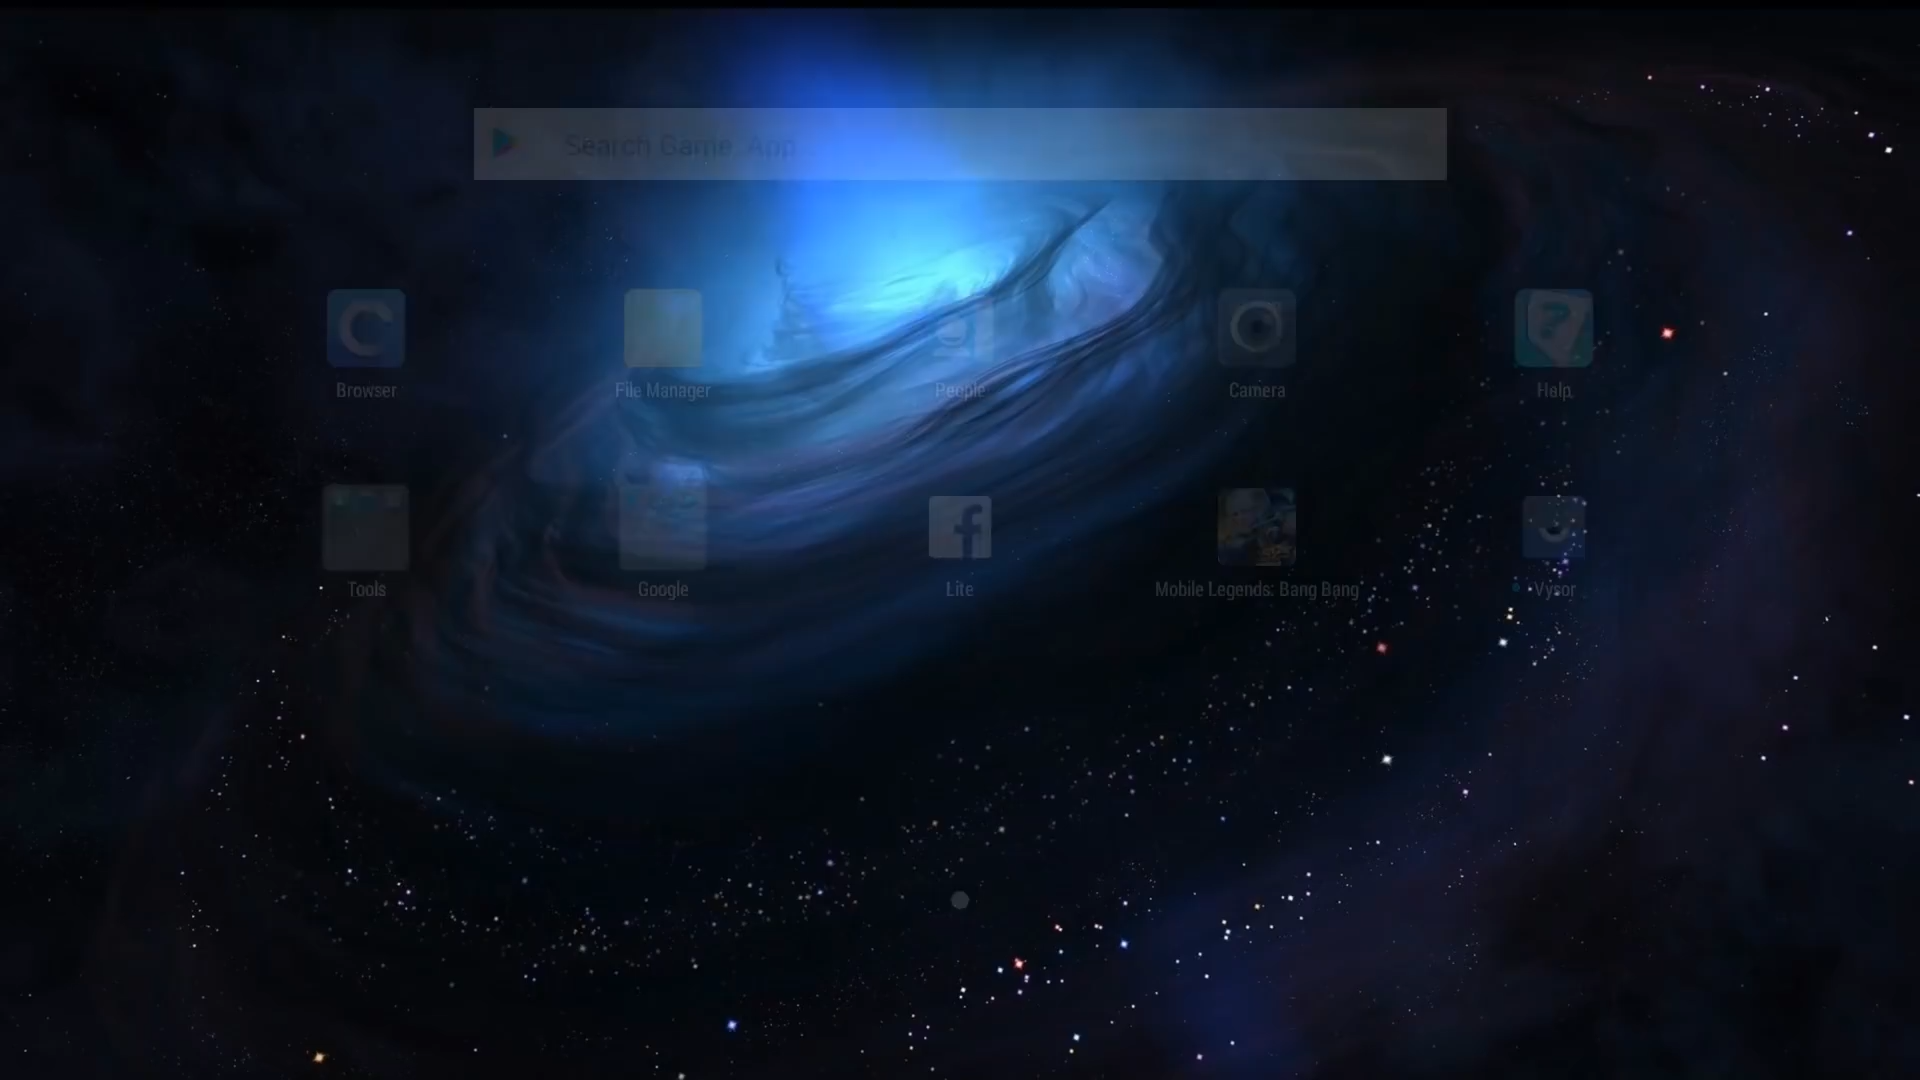 Search Game, App
Browser
File Manager
People
Camera
Help
Tools
Google
Lite
Mobile Legends: Bang Bang
Vysor